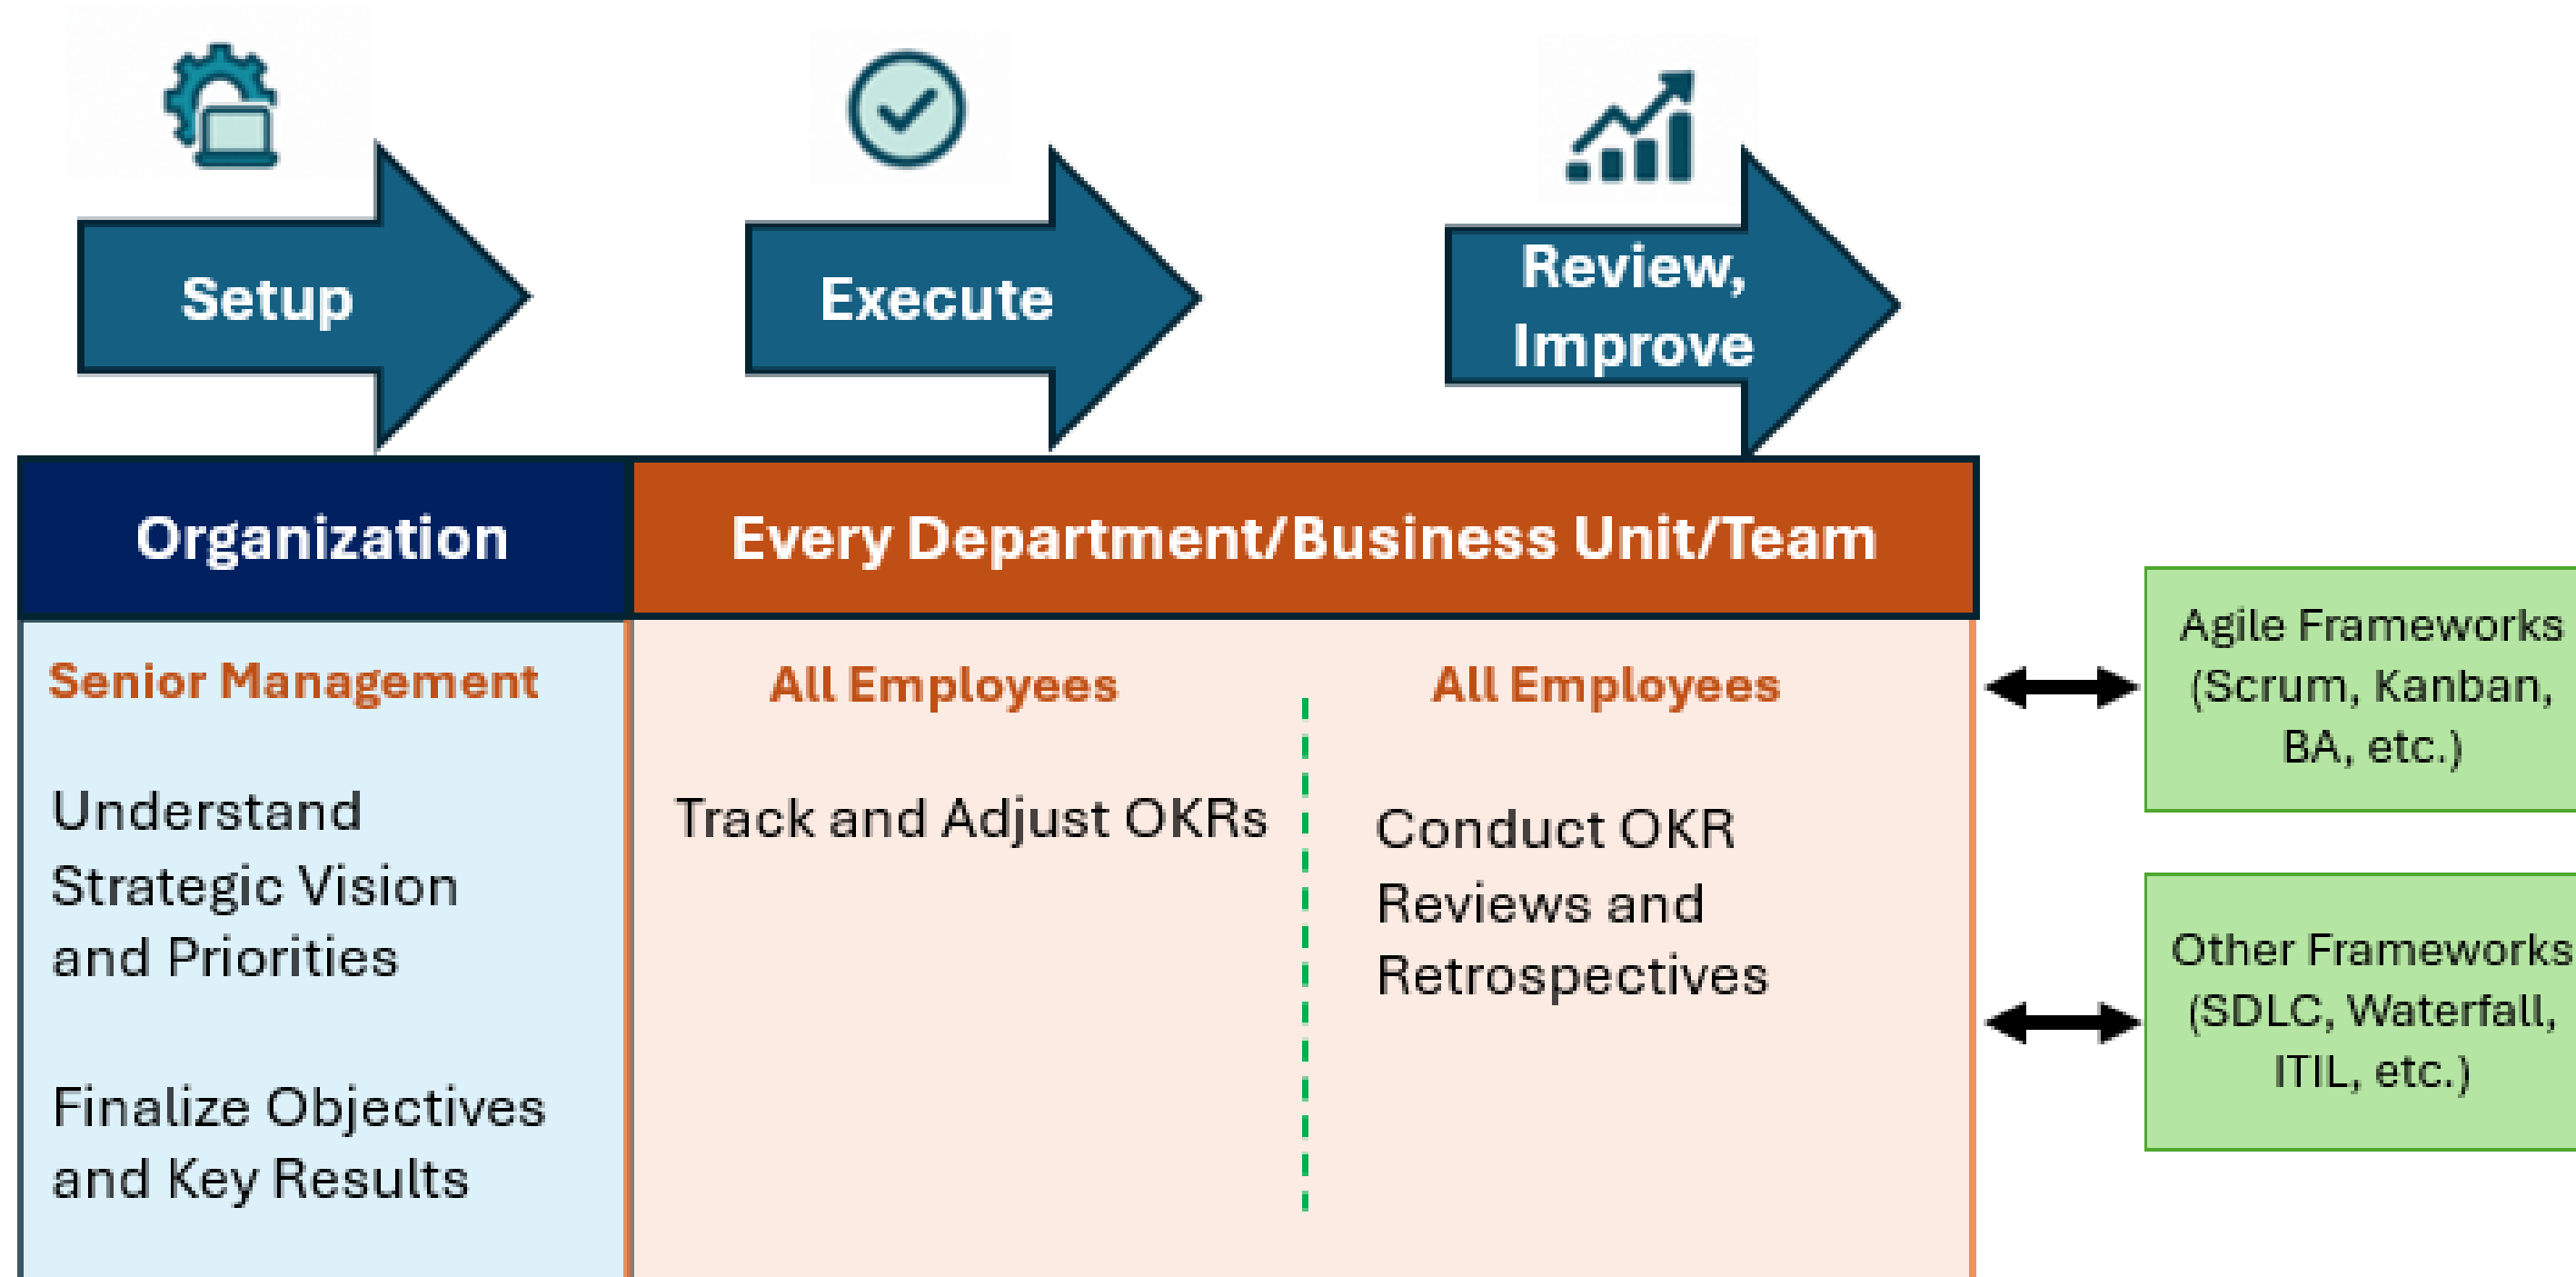 Setup
Execute
Review,
Improve
Organization
Every Department/Business Unit/Team
Senior Management
Understand
Strategic Vision
and Priorities
Finalize Objectives
and Key Results
All Employees
Track and Adjust OKRs
All Employees
Conduct OKR
Reviews and
Retrospectives
Agile Frameworks
(Scrum, Kanban,
BA, etc.)
Other Frameworks
(SDLC, Waterfall,
ITIL, etc.)